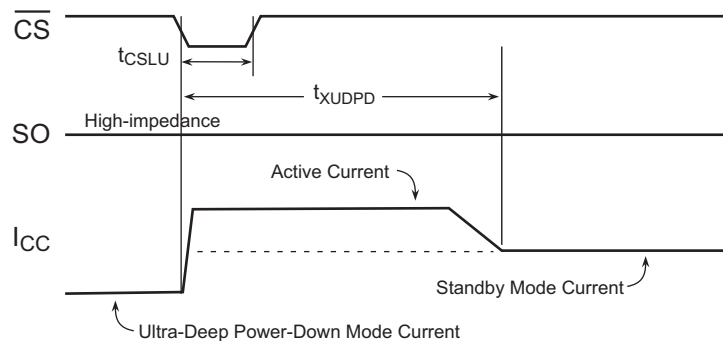 CS
tCSLU
tXUDPD
High-impedance
SO
Active Current
ICC
Standby Mode Current
Ultra-Deep Power-Down Mode Current